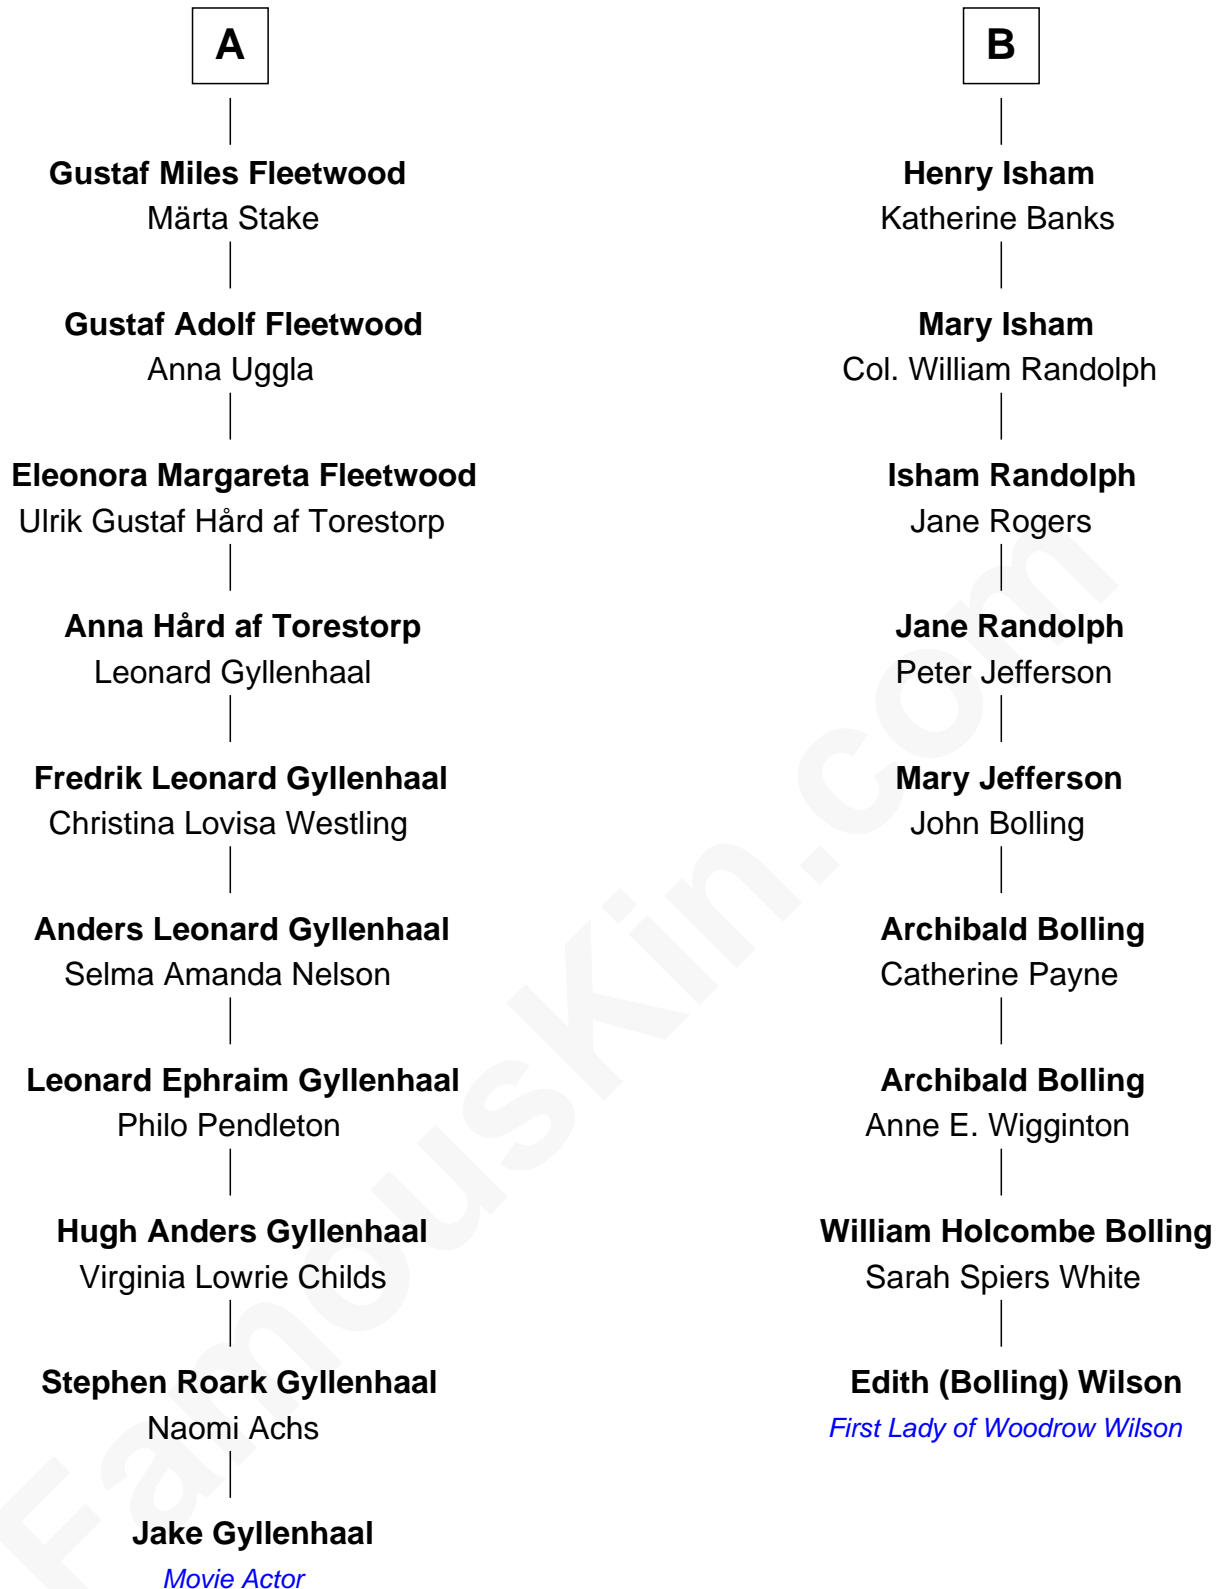 A
Gustaf Miles Fleetwood
Märta Stake
Gustaf Adolf Fleetwood
Anna Uggla
Eleonora Margareta Fleetwood
Ulrik Gustaf Hård af Torestorp
Anna Hård af Torestorp
Leonard Gyllenhaal
Fredrik Leonard Gyllenhaal
Christina Lovisa Westling
Anders Leonard Gyllenhaal
Selma Amanda Nelson
Leonard Ephraim Gyllenhaal
Philo Pendleton
Hugh Anders Gyllenhaal
Virginia Lowrie Childs
Stephen Roark Gyllenhaal
Naomi Achs
Jake Gyllenhaal
Movie Actor
B
Henry Isham
Katherine Banks
Mary Isham
Col. William Randolph
Isham Randolph
Jane Rogers
Jane Randolph
Peter Jefferson
Mary Jefferson
John Bolling
Archibald Bolling
Catherine Payne
Archibald Bolling
Anne E. Wigginton
William Holcombe Bolling
Sarah Spiers White
Edith (Bolling) Wilson
First Lady of Woodrow Wilson
FamousKin.com